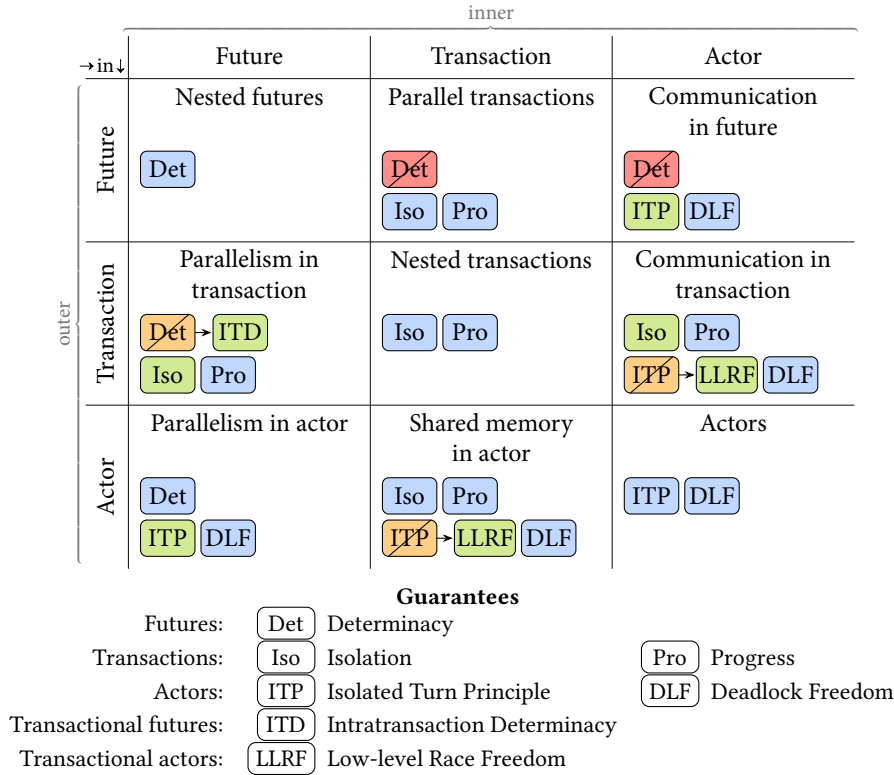 inner
→in↓ Future Transaction Actor
outer
Future
Nested futures Parallel transactions Communication
in future
Det Det Det
Iso Pro ITP DLF
Transaction
Parallelism in Nested transactions Communication in
transaction transaction
Det → ITD Iso Pro Iso Pro
Iso Pro ITP → LLRF DLF
Actor
Parallelism in actor Shared memory Actors
in actor
Det Iso Pro ITP DLF
ITP DLF ITP → LLRF DLF
Guarantees
Futures: Det Determinacy
Transactions: Iso Isolation Pro Progress
Actors: ITP Isolated Turn Principle DLF Deadlock Freedom
Transactional futures: ITD Intratransaction Determinacy
Transactional actors: LLRF Low-level Race Freedom